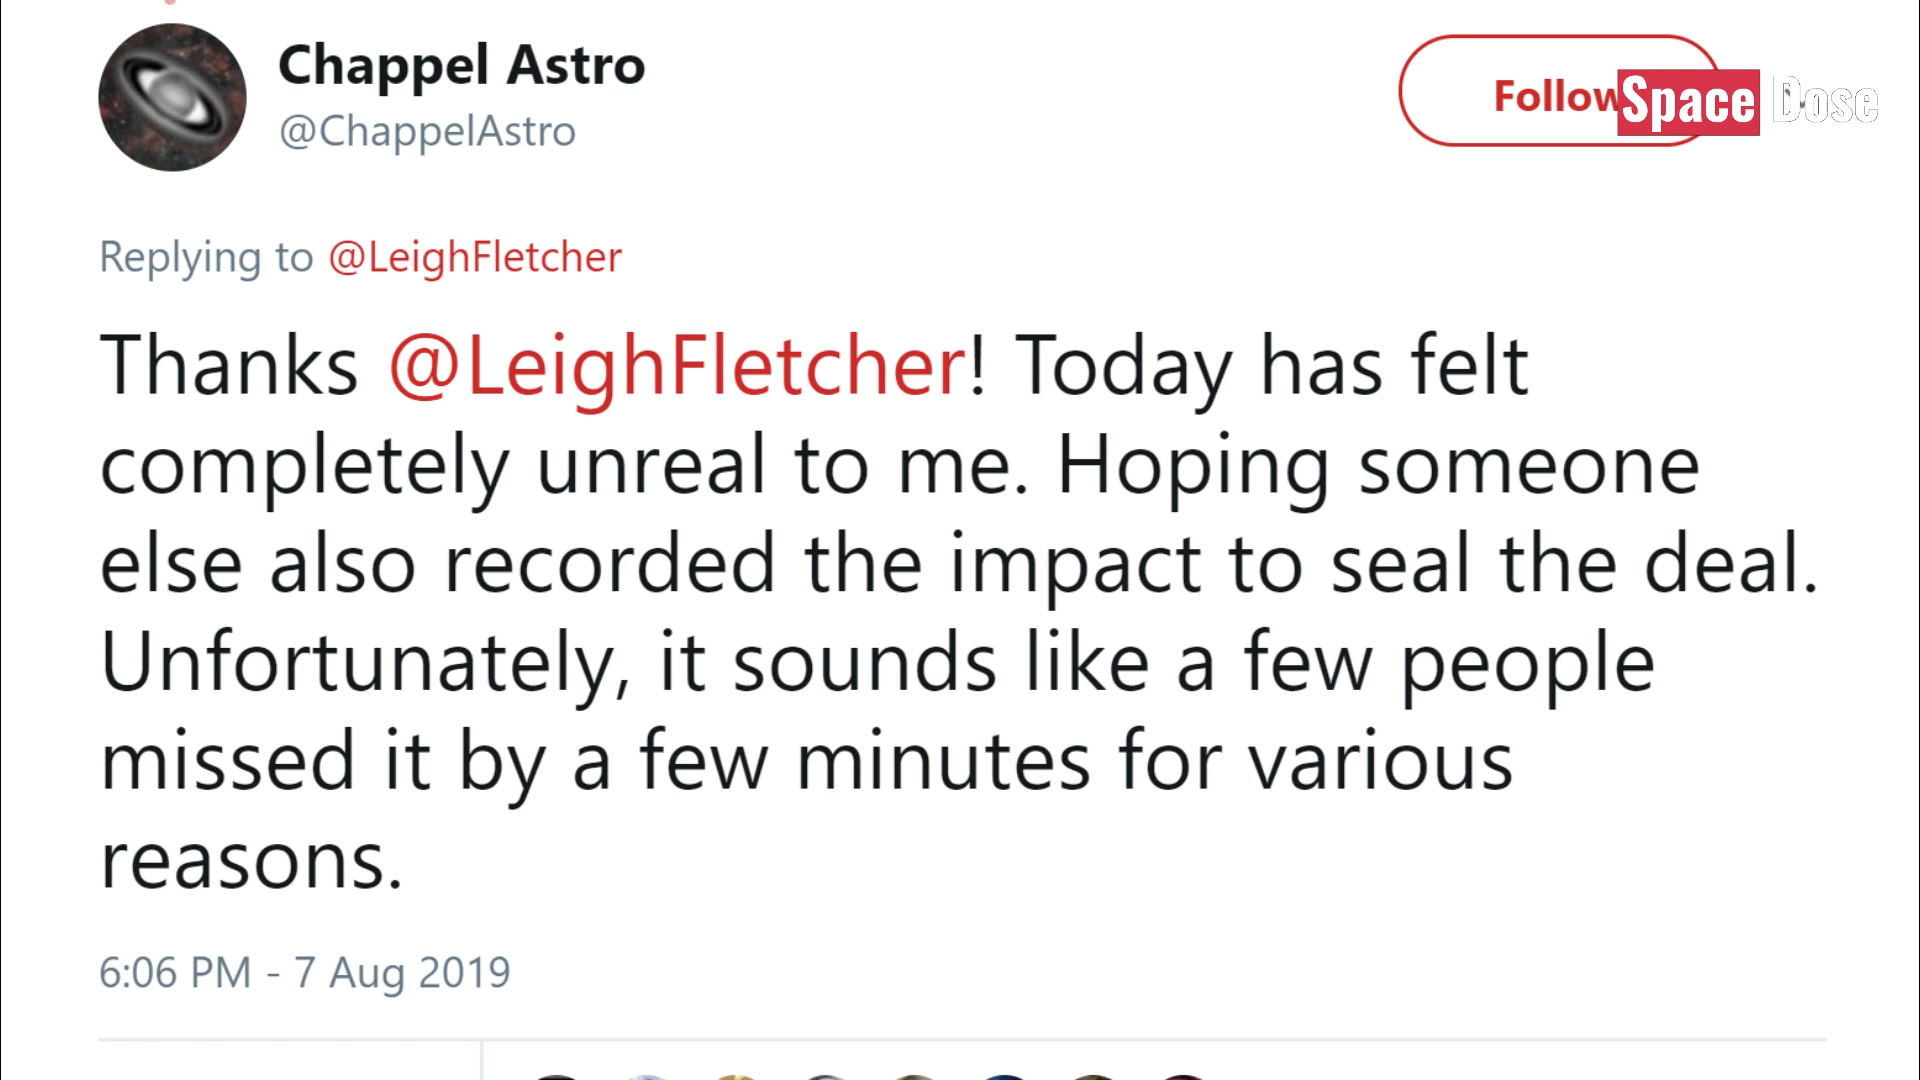 Chappel Astro
@ChappelAstro
Follow
Space Dose
Replying to @LeighFletcher
Thanks @LeighFletcher! Today has felt
completely unreal to me. Hoping someone
else also recorded the impact to seal the deal.
Unfortunately, it sounds like a few people
missed it by a few minutes for various
reasons.
6:06 PM - 7 Aug 2019